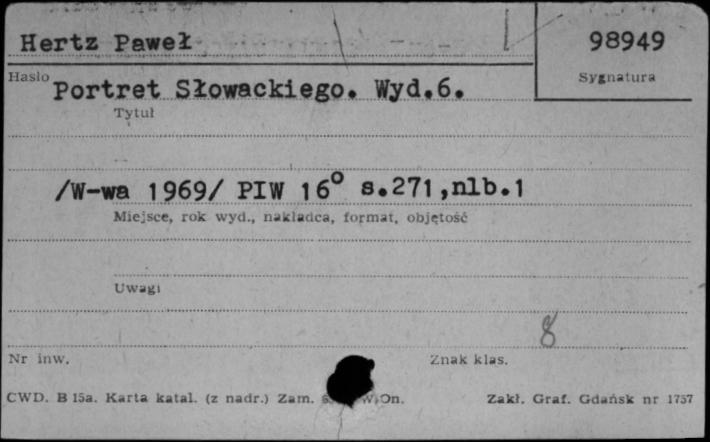 Hertz Paweł
98949
Hasło
Sygnatura
Portret Słowackiego. Wyd.6.
Tytuł
/W-wa 1969/ PIW 16° s.271,nlb.1
Miejsce, rok wyd., nakładca, format, objętość
Uwagi
8
Nr inw.
Znak klas.
CWD. B 15a. Karta katal. (z nadr.) Zam. On.
Zakł. Graf. Gdańsk nr 1757